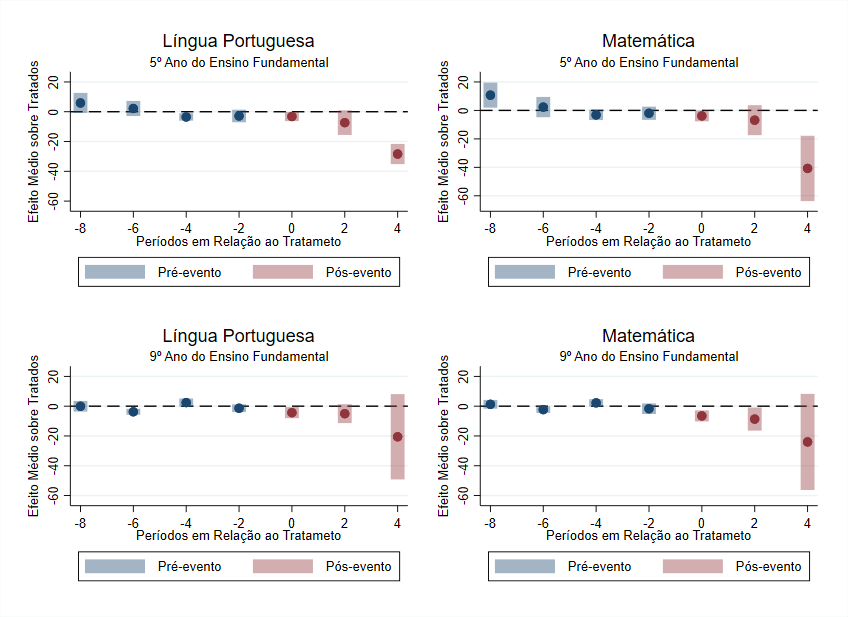 Língua Portuguesa
5º Ano do Ensino Fundamental
Efeito Médio sobre Tratados
20
0
-20
-40
-60
-8 -6 -4 -2 0 2 4
Períodos em Relação ao Tratameto
Pré-evento Pós-evento
Matemática
5º Ano do Ensino Fundamental
Efeito Médio sobre Tratados
20
0
-20
-40
-60
-8 -6 -4 -2 0 2 4
Períodos em Relação ao Tratameto
Pré-evento Pós-evento
Língua Portuguesa
9º Ano do Ensino Fundamental
Efeito Médio sobre Tratados
20
0
-20
-40
-60
-8 -6 -4 -2 0 2 4
Períodos em Relação ao Tratameto
Pré-evento Pós-evento
Matemática
9º Ano do Ensino Fundamental
Efeito Médio sobre Tratados
20
0
-20
-40
-60
-8 -6 -4 -2 0 2 4
Períodos em Relação ao Tratameto
Pré-evento Pós-evento